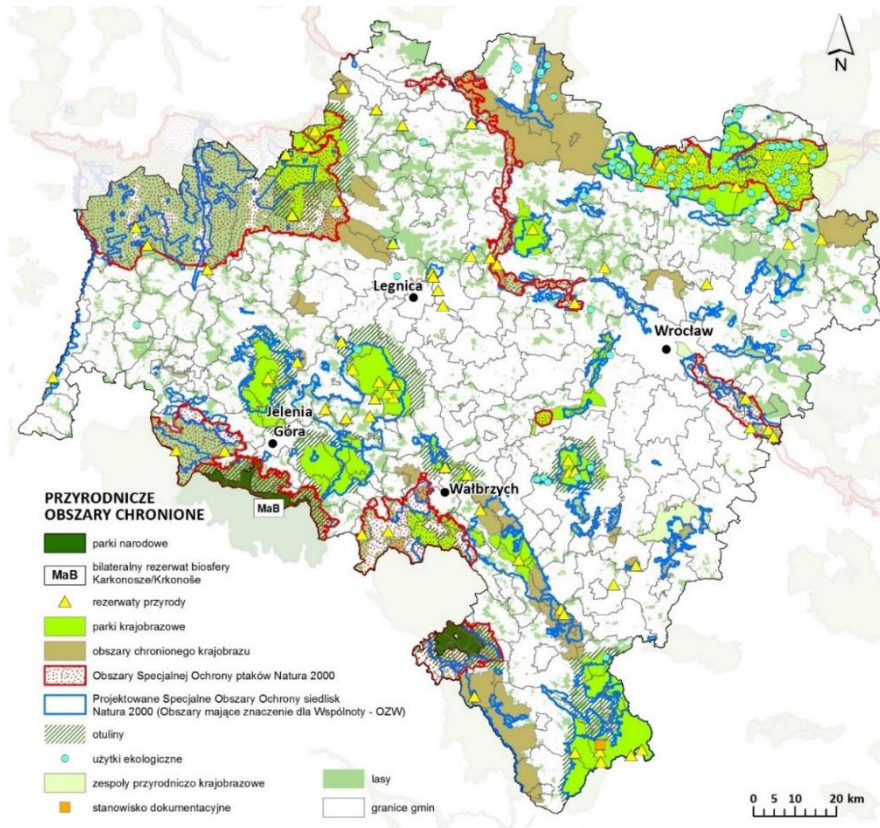 N
Legnica
Wrocław
Jelenia
Góra
Wałbrzych
MaB
PRZYRODNICZE
OBSZARY CHRONIONE
parki narodowe
MaB
bilateralny rezerwat biosfery
Karkonosze/Krkonoše
rezerwaty przyrody
parki krajobrazowe
obszary chronionego krajobrazu
Obszary Specjalnej Ochrony ptaków Natura 2000
Projektowane Specjalne Obszary Ochrony siedlisk
Natura 2000 (Obszary mające znaczenie dla Wspólnoty - OZW)
otuliny
użytki ekologiczne
zespoły przyrodniczo krajobrazowe
stanowisko dokumentacyjne
lasy
granice gmin
0 5 10 20 km